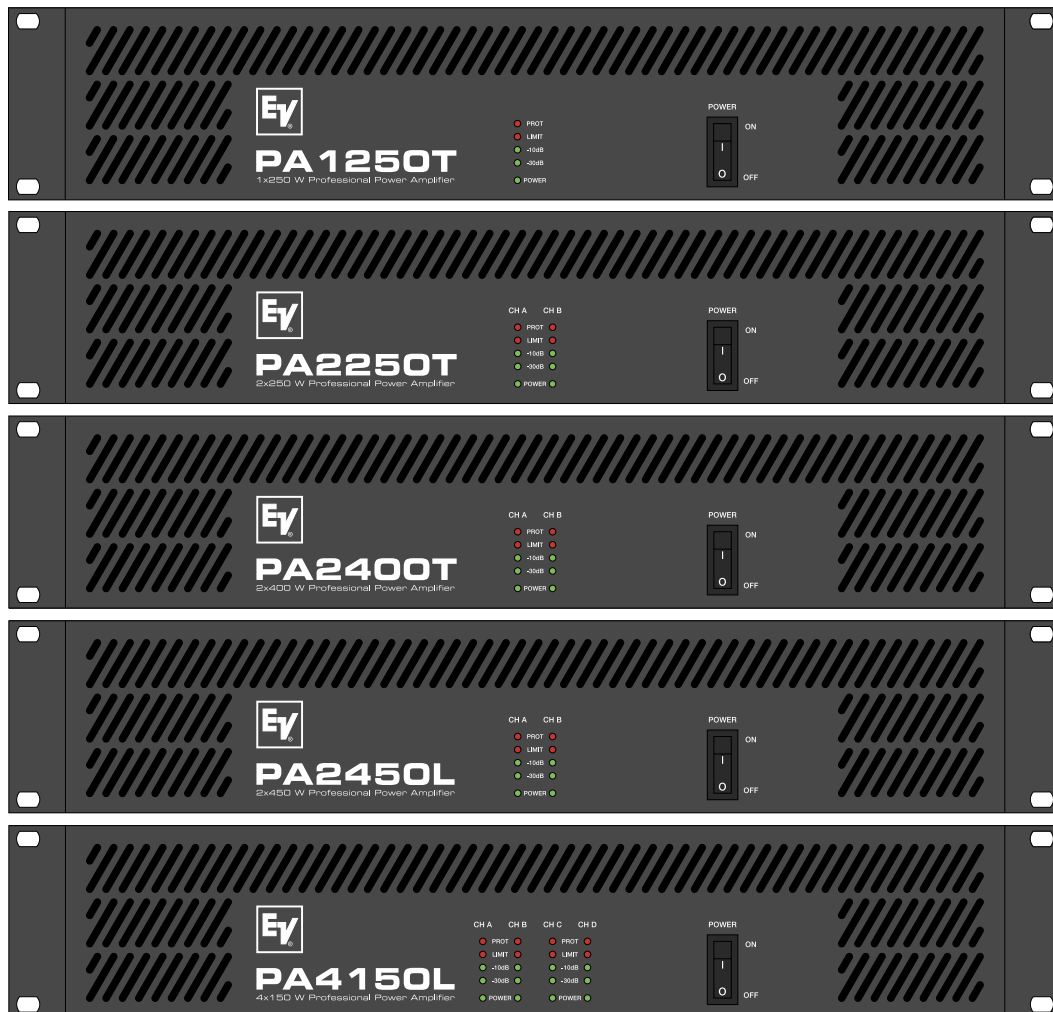 EV®
PA1250T
1x250 W Professional Power Amplifier
PROT
LIMIT
-10dB
-30dB
POWER
POWER
ON
I
O
OFF
EV®
PA2250T
2x250 W Professional Power Amplifier
CH A CH B
PROT
LIMIT
-10dB
-30dB
POWER
POWER
ON
I
O
OFF
EV®
PA2400T
2x400 W Professional Power Amplifier
CH A CH B
PROT
LIMIT
-10dB
-30dB
POWER
POWER
ON
I
O
OFF
EV®
PA2450L
2x450 W Professional Power Amplifier
CH A CH B
PROT
LIMIT
-10dB
-30dB
POWER
POWER
ON
I
O
OFF
EV®
PA4150L
4x150 W Professional Power Amplifier
CH A CH B CH C CH D
PROT PROT
LIMIT LIMIT
-10dB -10dB
-30dB -30dB
POWER POWER
POWER
ON
I
O
OFF